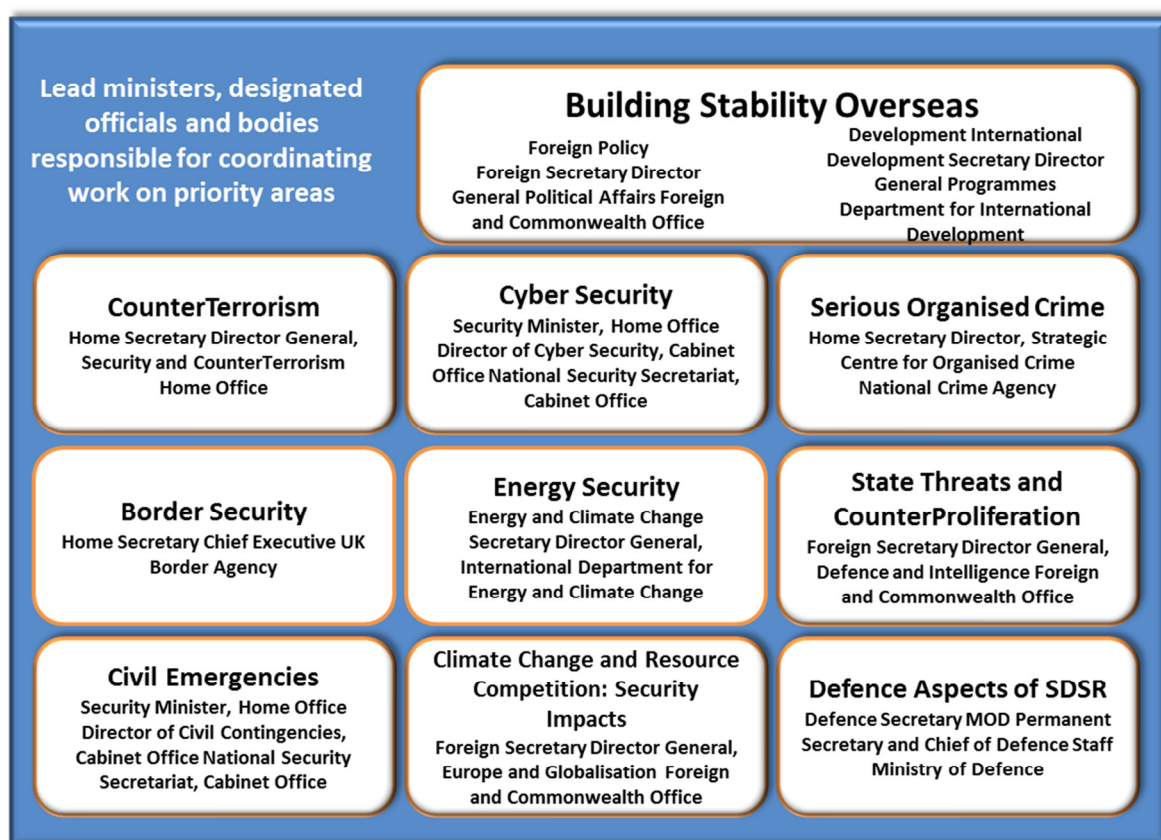 Lead ministers, designated
officials and bodies
responsible for coordinating
work on priority areas
Building Stability Overseas
Foreign Policy
Foreign Secretary Director
General Political Affairs Foreign
and Commonwealth Office
Development International
Development Secretary Director
General Programmes
Department for International
Development
CounterTerrorism
Home Secretary Director General,
Security and CounterTerrorism
Home Office
Cyber Security
Security Minister, Home Office
Director of Cyber Security, Cabinet
Office National Security Secretariat,
Cabinet Office
Serious Organised Crime
Home Secretary Director, Strategic
Centre for Organised Crime
National Crime Agency
Border Security
Home Secretary Chief Executive UK
Border Agency
Energy Security
Energy and Climate Change
Secretary Director General,
International Department for
Energy and Climate Change
State Threats and
CounterProliferation
Foreign Secretary Director General,
Defence and Intelligence Foreign
and Commonwealth Office
Civil Emergencies
Security Minister, Home Office
Director of Civil Contingencies,
Cabinet Office National Security
Secretariat, Cabinet Office
Climate Change and Resource
Competition: Security
Impacts
Foreign Secretary Director General,
Europe and Globalisation Foreign
and Commonwealth Office
Defence Aspects of SDSR
Defence Secretary MOD Permanent
Secretary and Chief of Defence Staff
Ministry of Defence